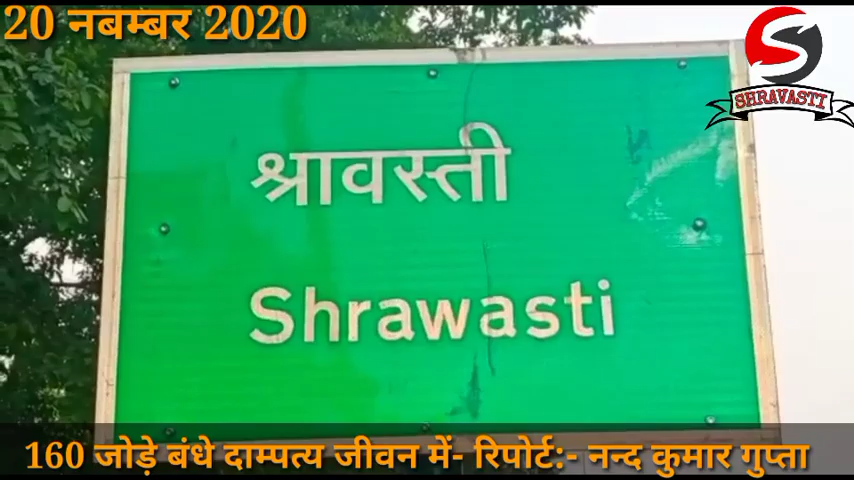 20 नबम्बर 2020
S
SHRAVASTI
श्रावस्ती
Shrawasti
160 जोड़े बंधे दाम्पत्य जीवन में- रिपोर्ट:- नन्द कुमार गुप्ता